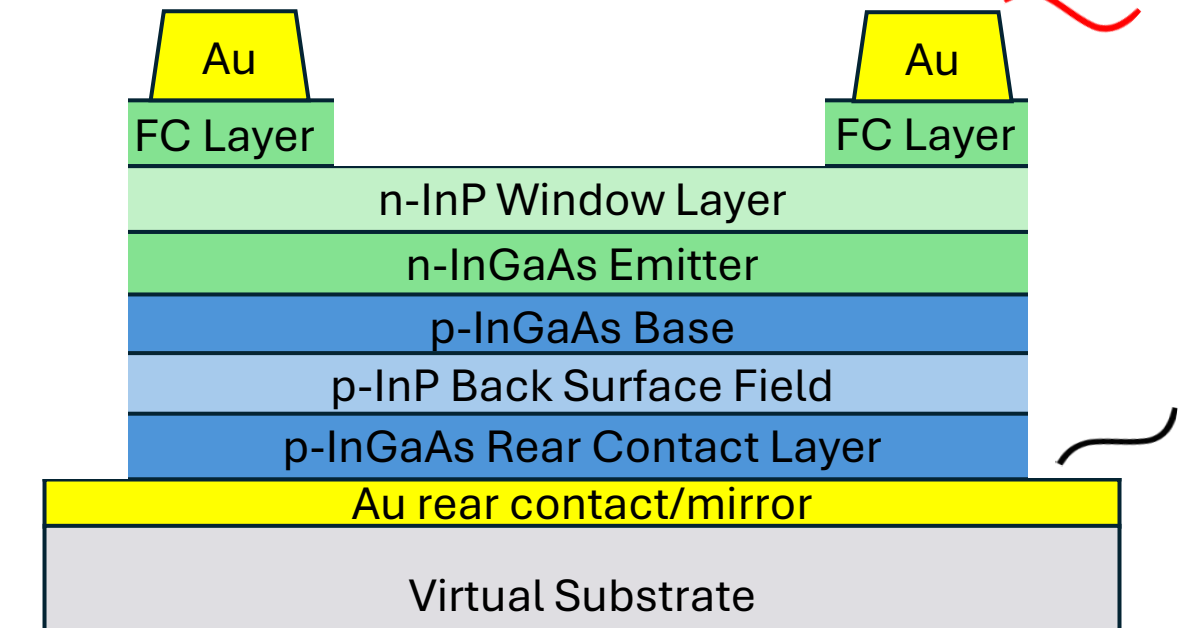 Au
Au
FC Layer
FC Layer
n-InP Window Layer
n-InGaAs Emitter
p-InGaAs Base
p-InP Back Surface Field
p-InGaAs Rear Contact Layer
Au rear contact/mirror
Virtual Substrate